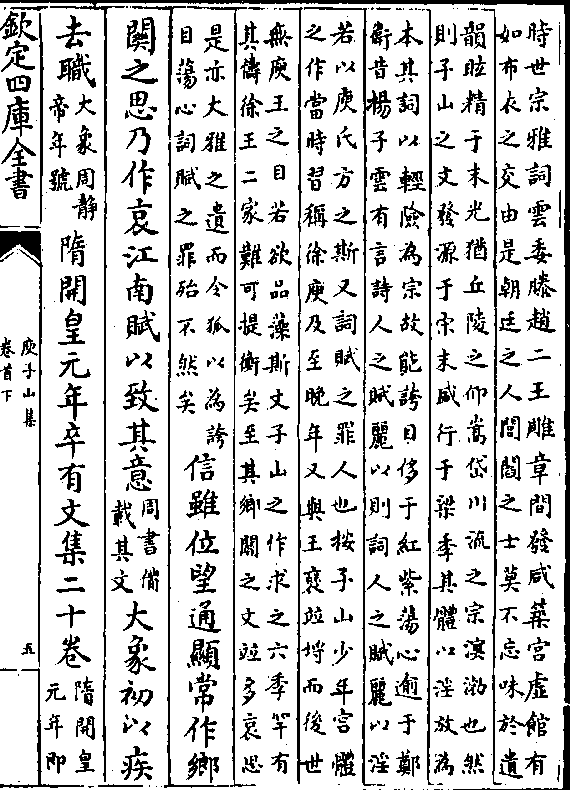 時世宗雅詞雲委滕趙二王雕章間發咸築宮虛館有
如布衣之交由是朝廷之人閭閻之士莫不忘味於遺
韻眩精于末光猶丘陵之仰嵩岱川流之宗溟渤也然
則子山之文發源于宋末盛行于梁季其體以淫放為
本其詞以輕險為宗故能誇目侈于紅紫蕩心逾于鄭
衛昔楊子雲有言詩人之賦麗以則詞人之賦麗以淫
若以庾氏方之斯又詞賦之罪人也按子山少年宮體
之作當時習稱徐庾及至晚年又與王褒竝埒而後世
無庾王之目若欲品藻斯文子山之作求之六季罕有
其儔徐王二家難可提衡矣至其鄉關之文竝多哀思
是亦大雅之遺而令狐以為誇
目蕩心詞賦之罪殆不然矣
信雖位望通顯常作鄉
關之思乃作哀江南賦以致其意
周書備
載其文
大象初以疾
去職
大象周静
帝年號
隋開皇元年卒有文集二十卷
隋開皇
元年即
欽定四庫全書
庾子山集
卷首下
五